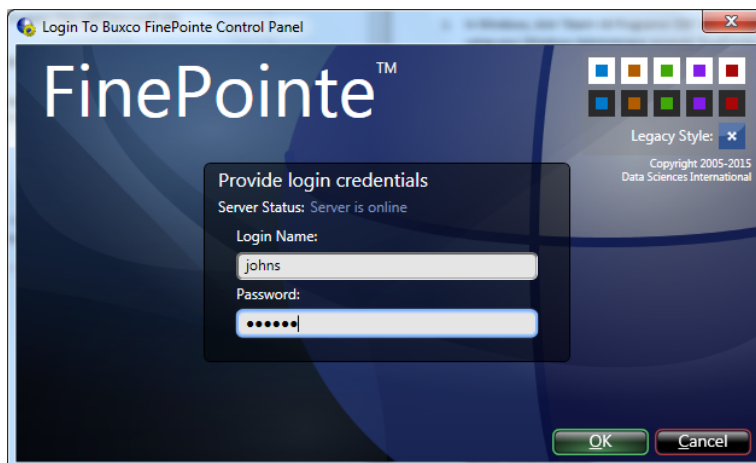 Login To Buxco FinePointe Control Panel
FinePointe™
Legacy Style:
Copyright 2005-2015
Data Sciences International
Provide login credentials
Server Status: Server is online
Login Name:
johns
Password:
••••••
OK Cancel